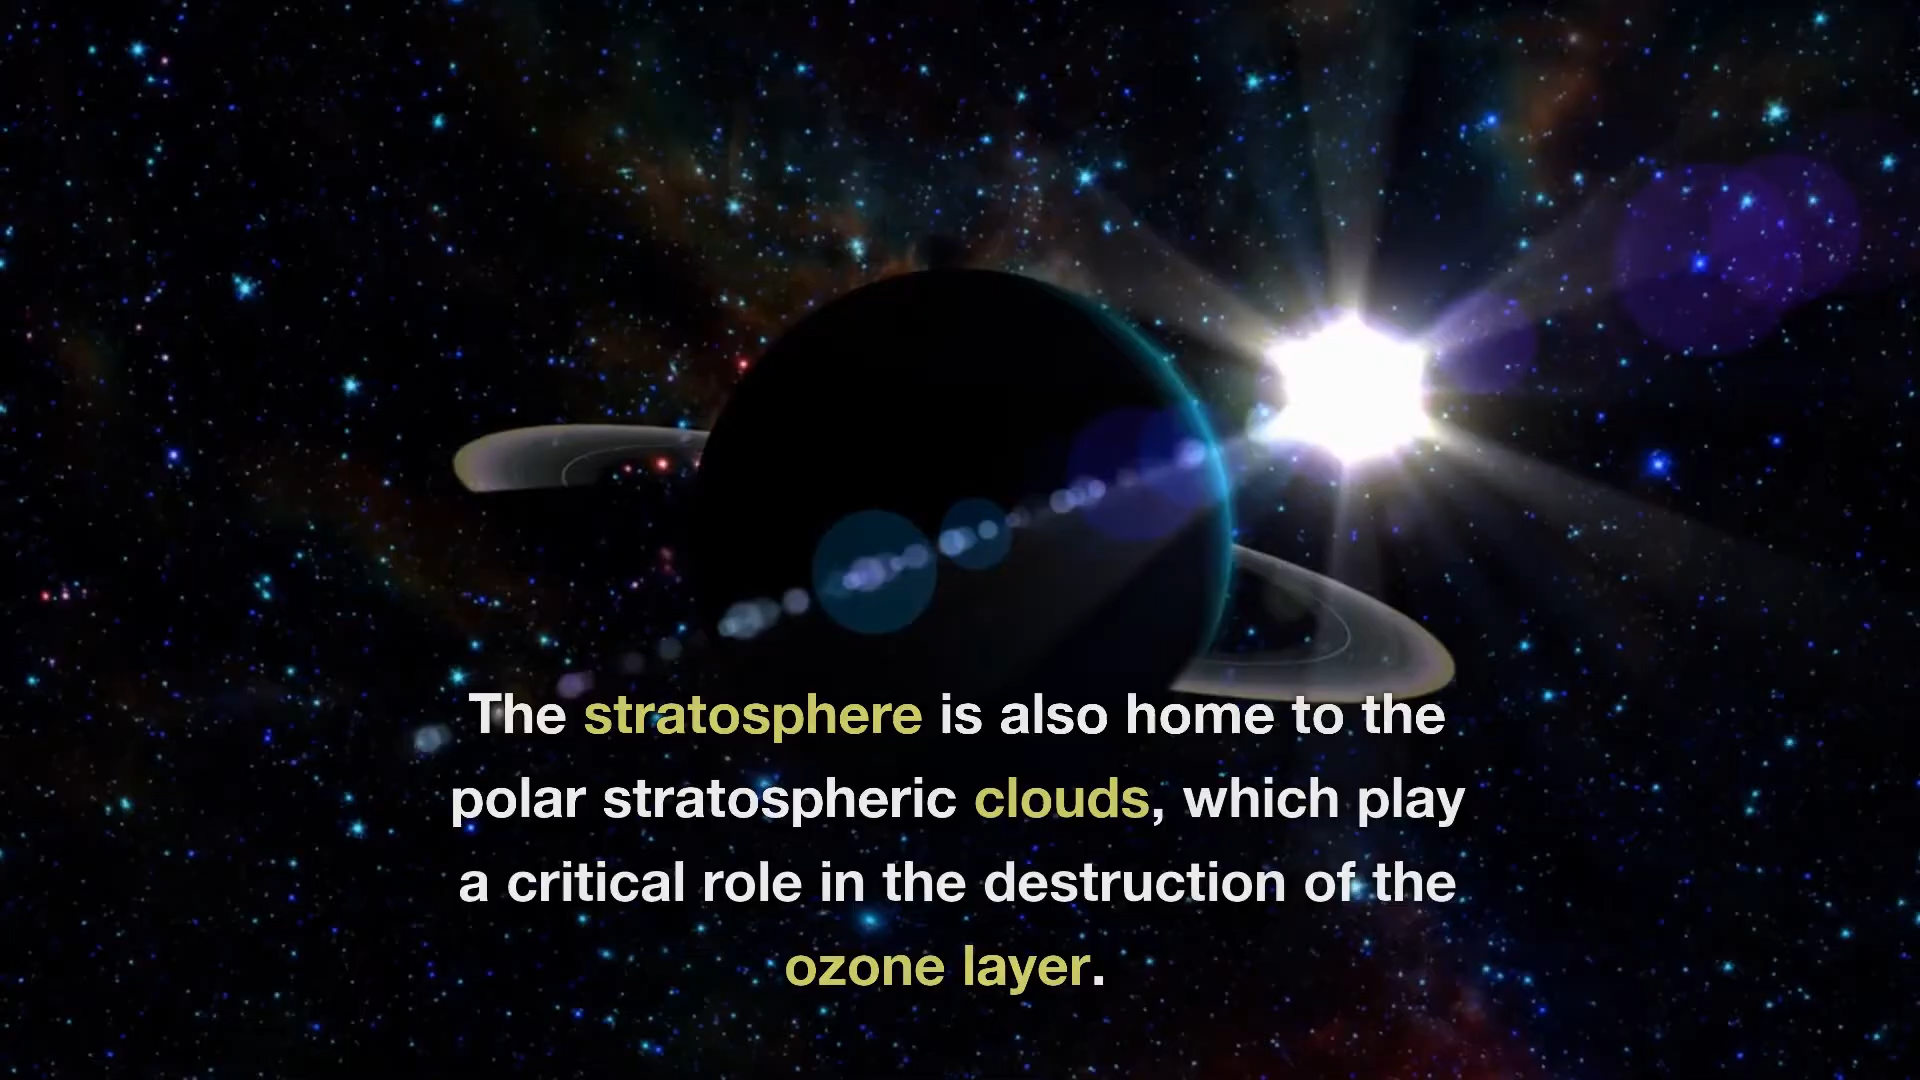 The stratosphere is also home to the
polar stratospheric clouds, which play
a critical role in the destruction of the
ozone layer.